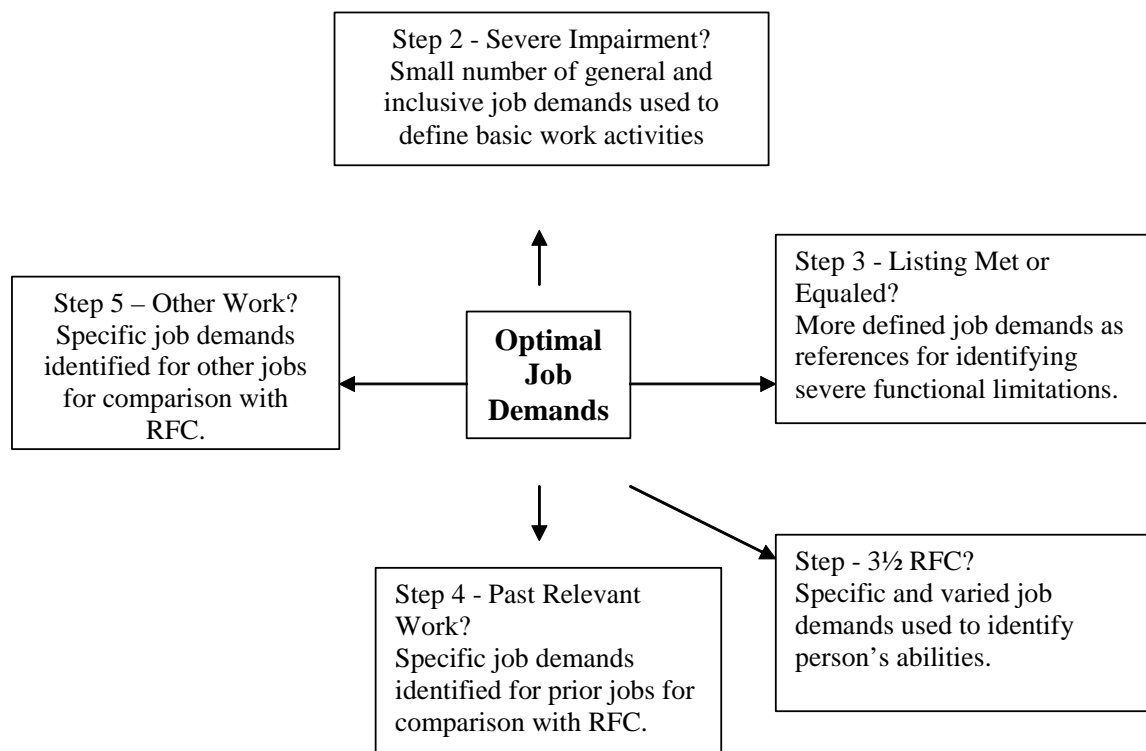 Step 2 - Severe Impairment?
Small number of general and
inclusive job demands used to
define basic work activities
Step 3 - Listing Met or
Equaled?
More defined job demands as
references for identifying
severe functional limitations.
Step 5 – Other Work?
Specific job demands
identified for other jobs
for comparison with
RFC.
Optimal
Job
Demands
Step - 3½ RFC?
Specific and varied job
demands used to identify
person’s abilities.
Step 4 - Past Relevant
Work?
Specific job demands
identified for prior jobs for
comparison with RFC.